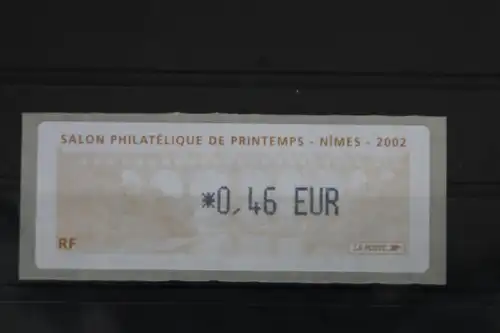 SALON PHILATÉLIQUE DE PRINTEMPS - NÎMES - 2002
*0,46 EUR
RF
LA POSTE